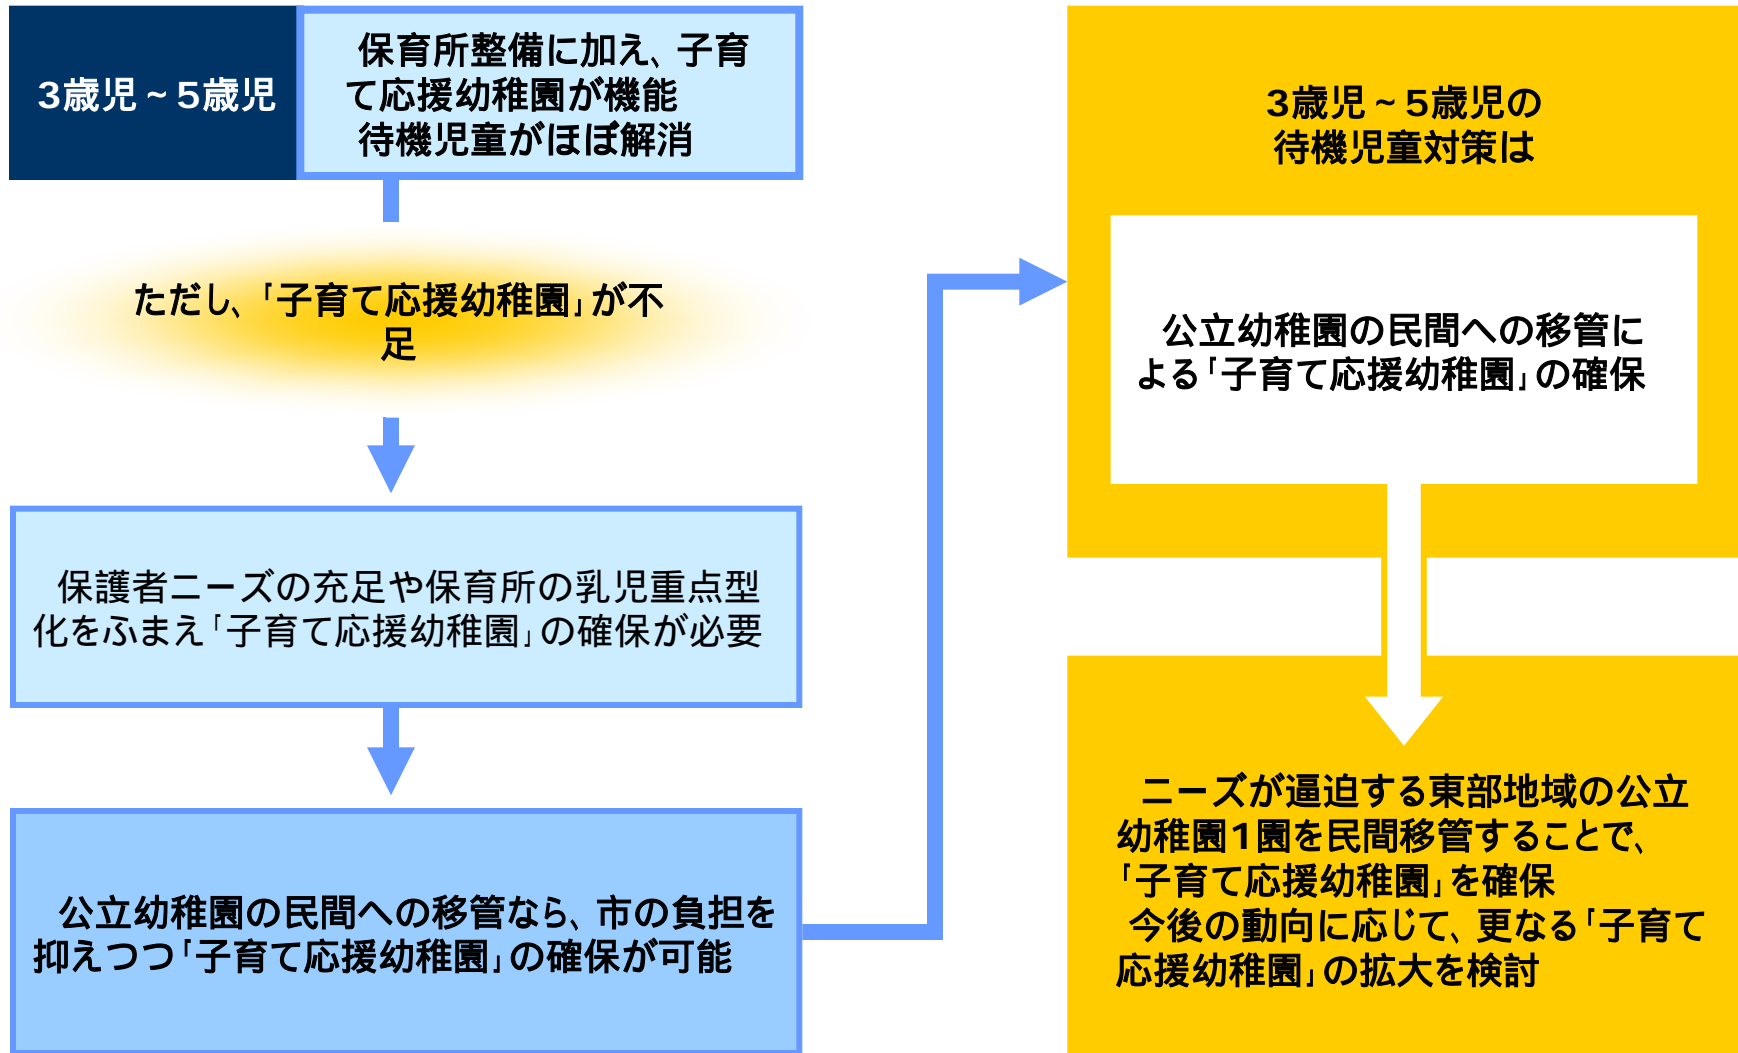 3歳児～5歳児
保育所整備に加え、子育
て応援幼稚園が機能
待機児童がほぼ解消
ただし、「子育て応援幼稚園」が不
足
保護者ニーズの充足や保育所の乳児重点型
化をふまえ「子育て応援幼稚園」の確保が必要
公立幼稚園の民間への移管なら、市の負担を
抑えつつ「子育て応援幼稚園」の確保が可能
3歳児～5歳児の
待機児童対策は
公立幼稚園の民間への移管に
よる「子育て応援幼稚園」の確保
ニーズが逼迫する東部地域の公立
幼稚園1園を民間移管することで、
「子育て応援幼稚園」を確保
今後の動向に応じて、更なる「子育て
応援幼稚園」の拡大を検討